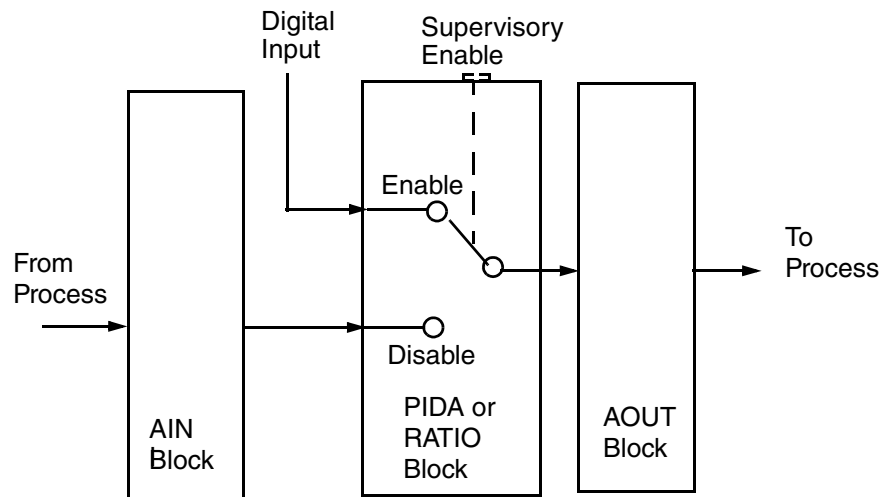 Digital
Input
Supervisory
Enable
Enable
To
Process
From
Process
Disable
AIN
Block
PIDA or
RATIO
Block
AOUT
Block